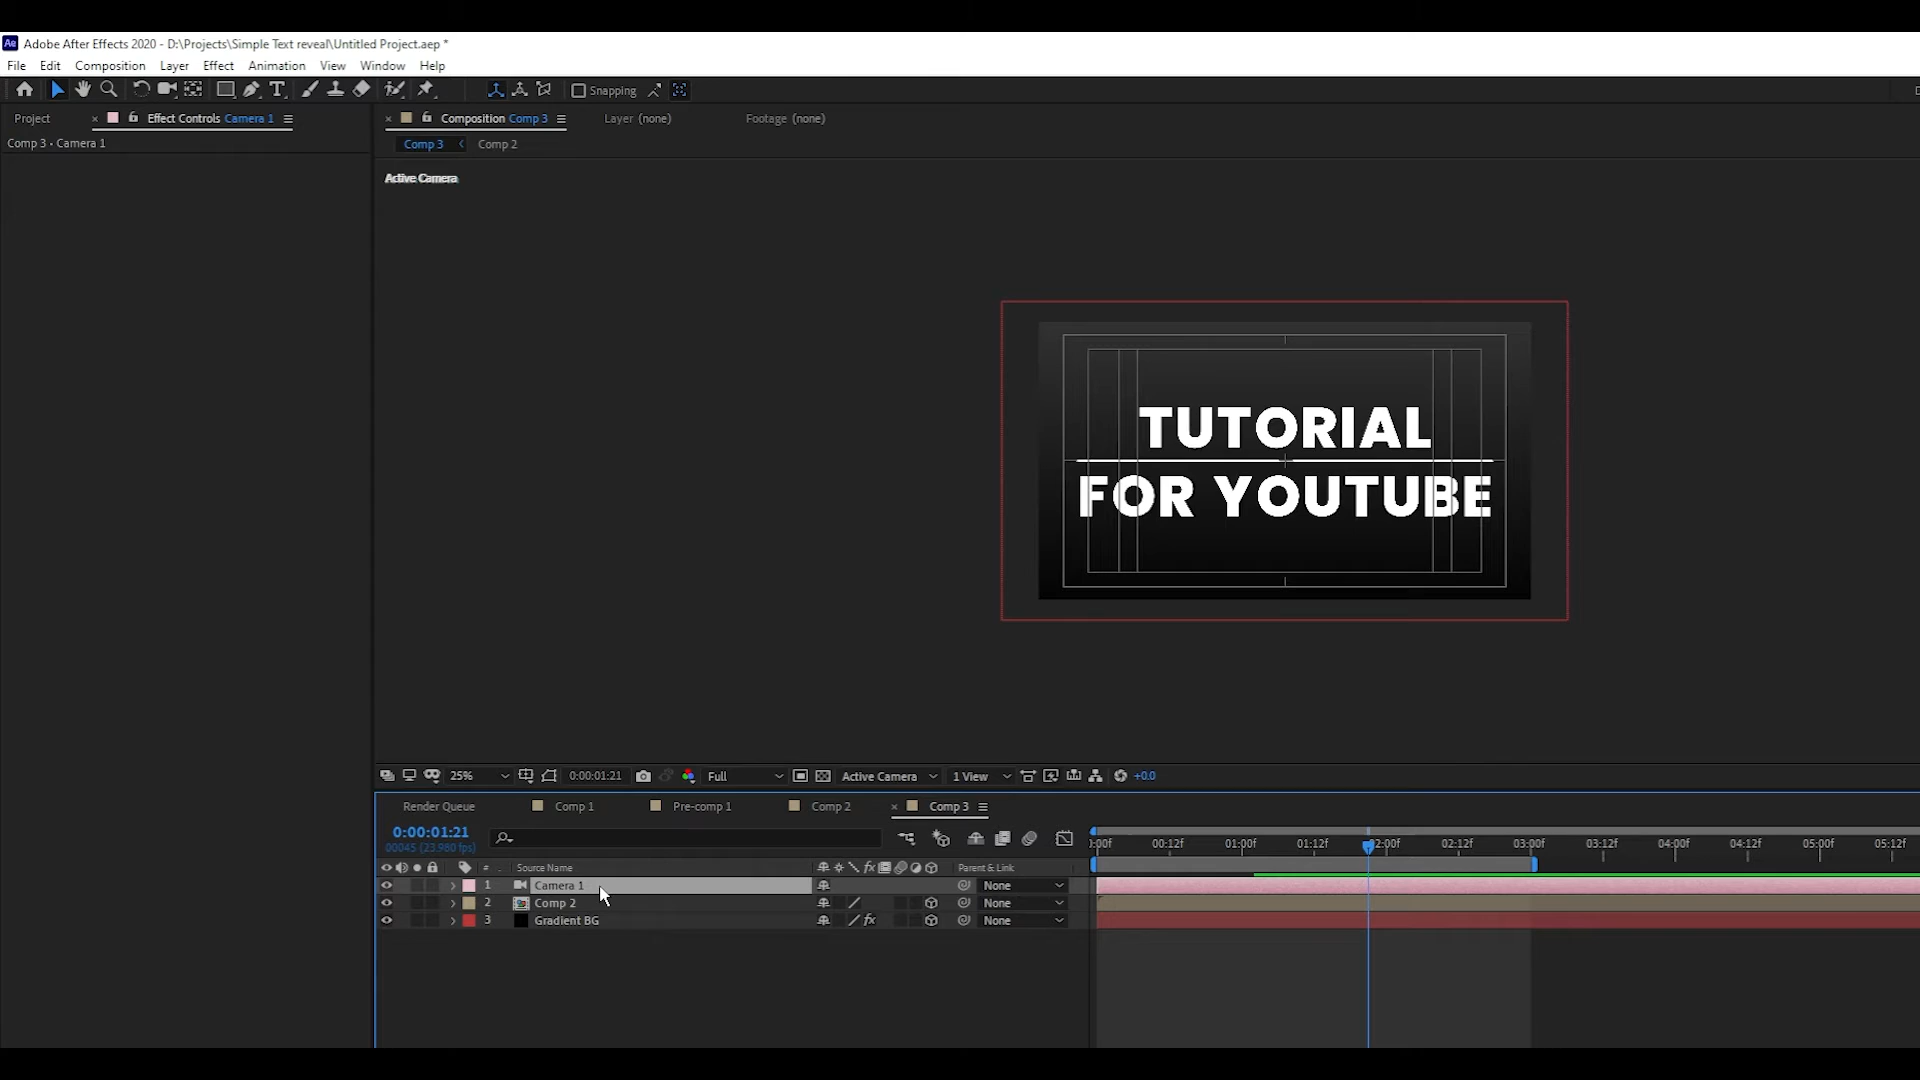 Ae Adobe After Effects 2020 - D:\Projects\Simple Text reveal\Untitled Project.aep *
File Edit Composition Layer Effect Animation View Window Help
T Snapping
Project × Effect Controls Camera 1 × Composition Comp 3 Layer (none) Footage (none)
Comp 3 • Camera 1
Comp 3 < Comp 2
Active Camera
TUTORIAL
FOR YOUTUBE
25% 0:00:01:21 Full Active Camera 1 View +0.0
Render Queue Comp 1 Pre-comp 1 Comp 2 × Comp 3
0:00:01:21
00045 (23.980 fps)
:00f 00:12f 01:00f 01:12f 02:00f 02:12f 03:00f 03:12f 04:00f 04:12f 05:00f 05:12f
# Source Name fx Parent & Link
1 Camera 1 None
2 Comp 2 None
3 Gradient BG fx None